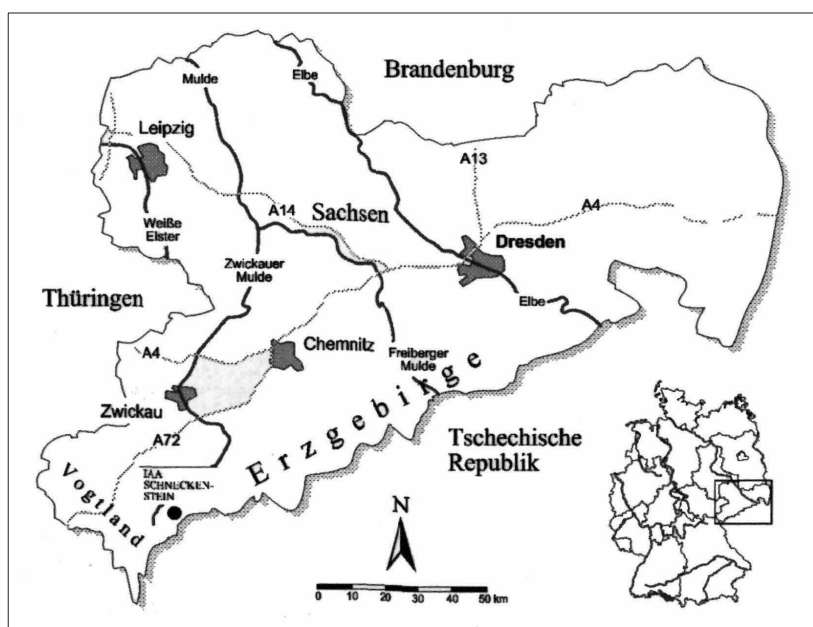 Mulde
Elbe
Brandenburg
Leipzig
A13
A14
Sachsen
A4
Weiße
Elster
Dresden
Zwickauer
Mulde
Thüringen
Elbe
A4
Chemnitz
Freiberger
Mulde
Zwickau
A72
Erzgebirge
Tschechische
Republik
Vogtland
IAA
SCHNECKEN-
STEIN
N
0 10 20 30 40 50 km